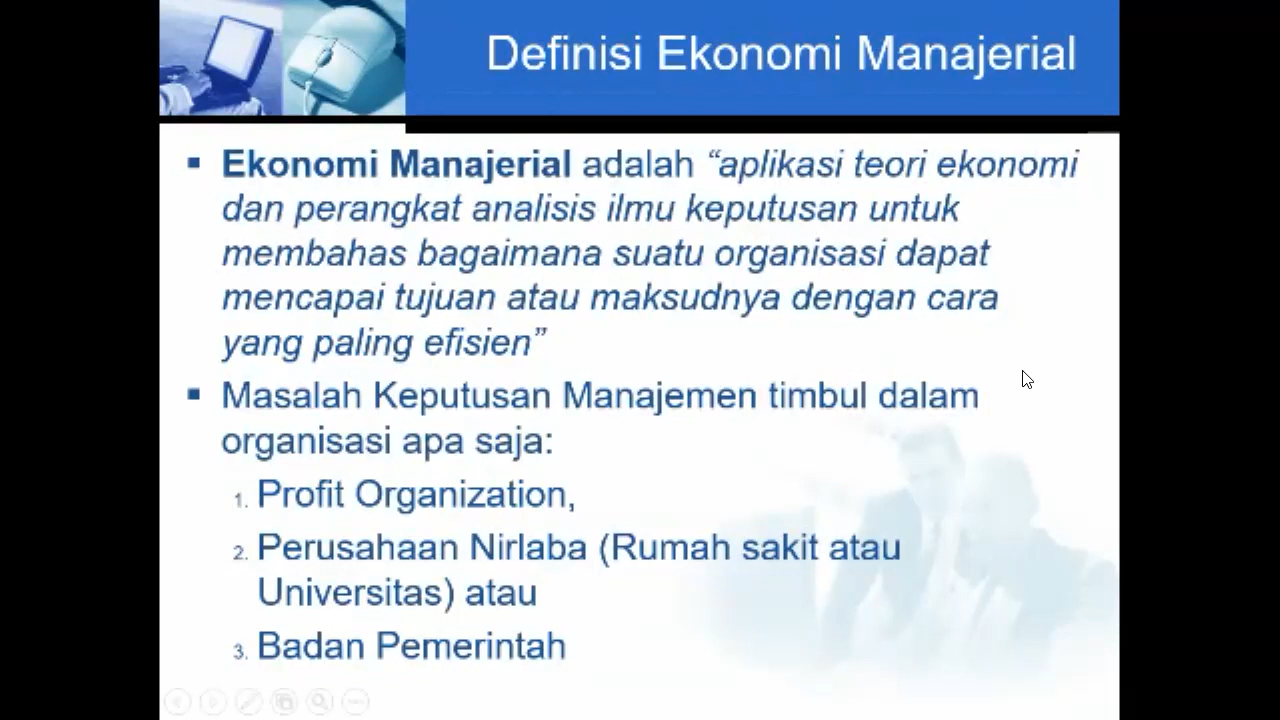 Definisi Ekonomi Manajerial
▪ Ekonomi Manajerial adalah “aplikasi teori ekonomi
dan perangkat analisis ilmu keputusan untuk
membahas bagaimana suatu organisasi dapat
mencapai tujuan atau maksudnya dengan cara
yang paling efisien”
▪ Masalah Keputusan Manajemen timbul dalam
organisasi apa saja:
1. Profit Organization,
2. Perusahaan Nirlaba (Rumah sakit atau
Universitas) atau
3. Badan Pemerintah